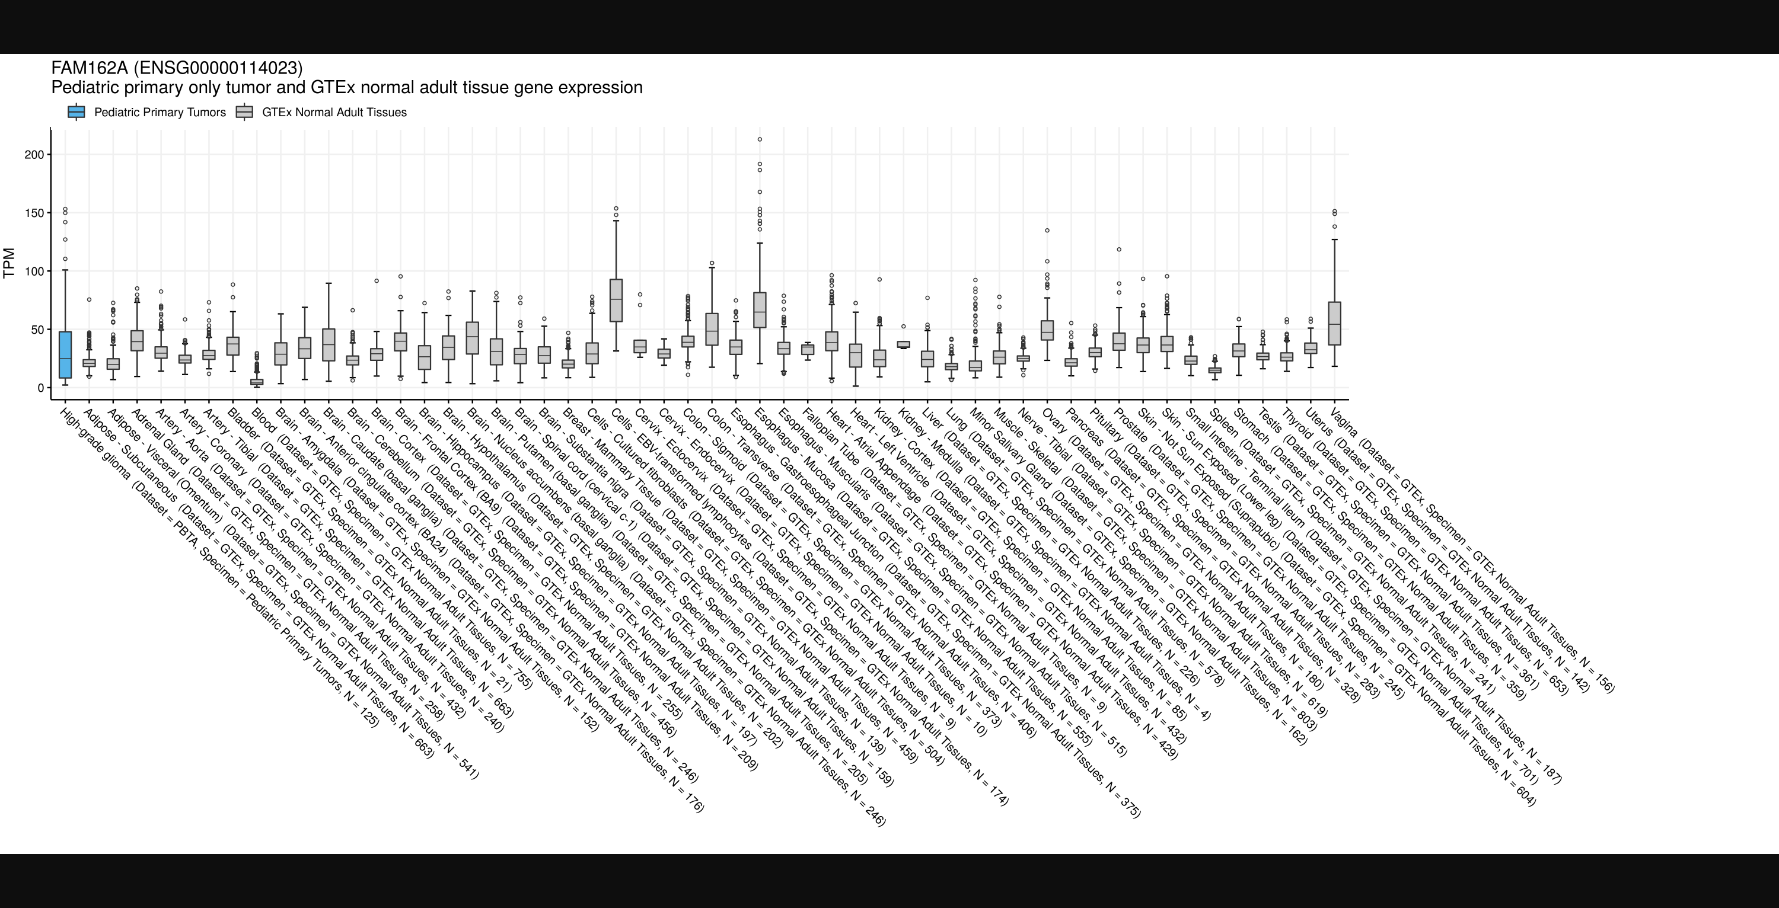 FAM162A (ENSG00000114023)
Pediatric primary only tumor and GTEx normal adult tissue gene expression
Pediatric Primary Tumors
GTEx Normal Adult Tissues
TPM
200
150
100
50
0
High-grade glioma (Dataset = PBTA, Specimen = Pediatric Primary Tumors, N = 125)
Adipose - Subcutaneous (Dataset = GTEx, Specimen = GTEx Normal Adult Tissues, N = 663)
Adipose - Visceral (Omentum) (Dataset = GTEx, Specimen = GTEx Normal Adult Tissues, N = 541)
Adrenal Gland (Dataset = GTEx, Specimen = GTEx Normal Adult Tissues, N = 258)
Artery - Aorta (Dataset = GTEx, Specimen = GTEx Normal Adult Tissues, N = 432)
Artery - Coronary (Dataset = GTEx, Specimen = GTEx Normal Adult Tissues, N = 240)
Artery - Tibial (Dataset = GTEx, Specimen = GTEx Normal Adult Tissues, N = 663)
Bladder (Dataset = GTEx, Specimen = GTEx Normal Adult Tissues, N = 21)
Blood (Dataset = GTEx, Specimen = GTEx Normal Adult Tissues, N = 755)
Brain - Amygdala (Dataset = GTEx, Specimen = GTEx Normal Adult Tissues, N = 152)
Brain - Anterior cingulate cortex (BA24) (Dataset = GTEx, Specimen = GTEx Normal Adult Tissues, N = 176)
Brain - Caudate (basal ganglia) (Dataset = GTEx, Specimen = GTEx Normal Adult Tissues, N = 246)
Brain - Cerebellum (Dataset = GTEx, Specimen = GTEx Normal Adult Tissues, N = 456)
Brain - Cortex (Dataset = GTEx, Specimen = GTEx Normal Adult Tissues, N = 255)
Brain - Frontal Cortex (BA9) (Dataset = GTEx, Specimen = GTEx Normal Adult Tissues, N = 209)
Brain - Hippocampus (Dataset = GTEx, Specimen = GTEx Normal Adult Tissues, N = 197)
Brain - Hypothalamus (Dataset = GTEx, Specimen = GTEx Normal Adult Tissues, N = 202)
Brain - Nucleus accumbens (basal ganglia) (Dataset = GTEx, Specimen = GTEx Normal Adult Tissues, N = 246)
Brain - Putamen (basal ganglia) (Dataset = GTEx, Specimen = GTEx Normal Adult Tissues, N = 205)
Brain - Spinal cord (cervical c-1) (Dataset = GTEx, Specimen = GTEx Normal Adult Tissues, N = 159)
Brain - Substantia nigra (Dataset = GTEx, Specimen = GTEx Normal Adult Tissues, N = 139)
Breast - Mammary Tissue (Dataset = GTEx, Specimen = GTEx Normal Adult Tissues, N = 459)
Cells - Cultured fibroblasts (Dataset = GTEx, Specimen = GTEx Normal Adult Tissues, N = 504)
Cells - EBV-transformed lymphocytes (Dataset = GTEx, Specimen = GTEx Normal Adult Tissues, N = 174)
Cervix - Ectocervix (Dataset = GTEx, Specimen = GTEx Normal Adult Tissues, N = 9)
Cervix - Endocervix (Dataset = GTEx, Specimen = GTEx Normal Adult Tissues, N = 10)
Colon - Sigmoid (Dataset = GTEx, Specimen = GTEx Normal Adult Tissues, N = 373)
Colon - Transverse (Dataset = GTEx, Specimen = GTEx Normal Adult Tissues, N = 406)
Esophagus - Gastroesophageal Junction (Dataset = GTEx, Specimen = GTEx Normal Adult Tissues, N = 375)
Esophagus - Mucosa (Dataset = GTEx, Specimen = GTEx Normal Adult Tissues, N = 555)
Esophagus - Muscularis (Dataset = GTEx, Specimen = GTEx Normal Adult Tissues, N = 515)
Fallopian Tube (Dataset = GTEx, Specimen = GTEx Normal Adult Tissues, N = 9)
Heart - Atrial Appendage (Dataset = GTEx, Specimen = GTEx Normal Adult Tissues, N = 429)
Heart - Left Ventricle (Dataset = GTEx, Specimen = GTEx Normal Adult Tissues, N = 432)
Kidney - Cortex (Dataset = GTEx, Specimen = GTEx Normal Adult Tissues, N = 85)
Kidney - Medulla (Dataset = GTEx, Specimen = GTEx Normal Adult Tissues, N = 4)
Liver (Dataset = GTEx, Specimen = GTEx Normal Adult Tissues, N = 226)
Lung (Dataset = GTEx, Specimen = GTEx Normal Adult Tissues, N = 578)
Minor Salivary Gland (Dataset = GTEx, Specimen = GTEx Normal Adult Tissues, N = 162)
Muscle - Skeletal (Dataset = GTEx, Specimen = GTEx Normal Adult Tissues, N = 803)
Nerve - Tibial (Dataset = GTEx, Specimen = GTEx Normal Adult Tissues, N = 619)
Ovary (Dataset = GTEx, Specimen = GTEx Normal Adult Tissues, N = 180)
Pancreas (Dataset = GTEx, Specimen = GTEx Normal Adult Tissues, N = 328)
Pituitary (Dataset = GTEx, Specimen = GTEx Normal Adult Tissues, N = 283)
Prostate (Dataset = GTEx, Specimen = GTEx Normal Adult Tissues, N = 245)
Skin - Not Sun Exposed (Suprapubic) (Dataset = GTEx, Specimen = GTEx Normal Adult Tissues, N = 604)
Skin - Sun Exposed (Lower leg) (Dataset = GTEx, Specimen = GTEx Normal Adult Tissues, N = 701)
Small Intestine - Terminal Ileum (Dataset = GTEx, Specimen = GTEx Normal Adult Tissues, N = 187)
Spleen (Dataset = GTEx, Specimen = GTEx Normal Adult Tissues, N = 241)
Stomach (Dataset = GTEx, Specimen = GTEx Normal Adult Tissues, N = 359)
Testis (Dataset = GTEx, Specimen = GTEx Normal Adult Tissues, N = 361)
Thyroid (Dataset = GTEx, Specimen = GTEx Normal Adult Tissues, N = 653)
Uterus (Dataset = GTEx, Specimen = GTEx Normal Adult Tissues, N = 142)
Vagina (Dataset = GTEx, Specimen = GTEx Normal Adult Tissues, N = 156)